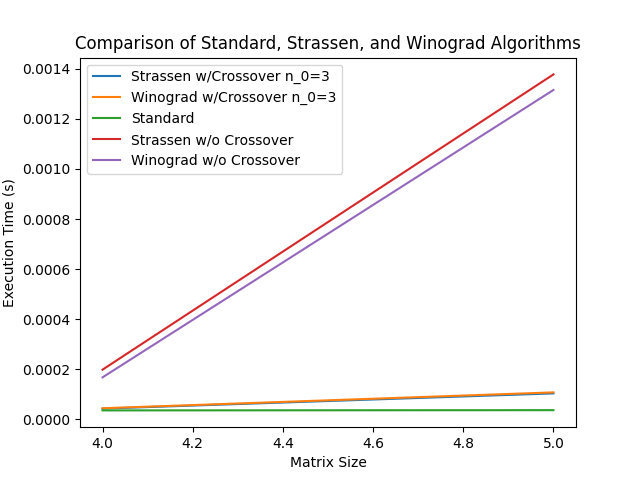 Comparison of Standard, Strassen, and Winograd Algorithms
Strassen w/Crossover n_0=3
Winograd w/Crossover n_0=3
Standard
Strassen w/o Crossover
Winograd w/o Crossover
Execution Time (s)
0.0014
0.0012
0.0010
0.0008
0.0006
0.0004
0.0002
0.0000
4.0 4.2 4.4 4.6 4.8 5.0
Matrix Size